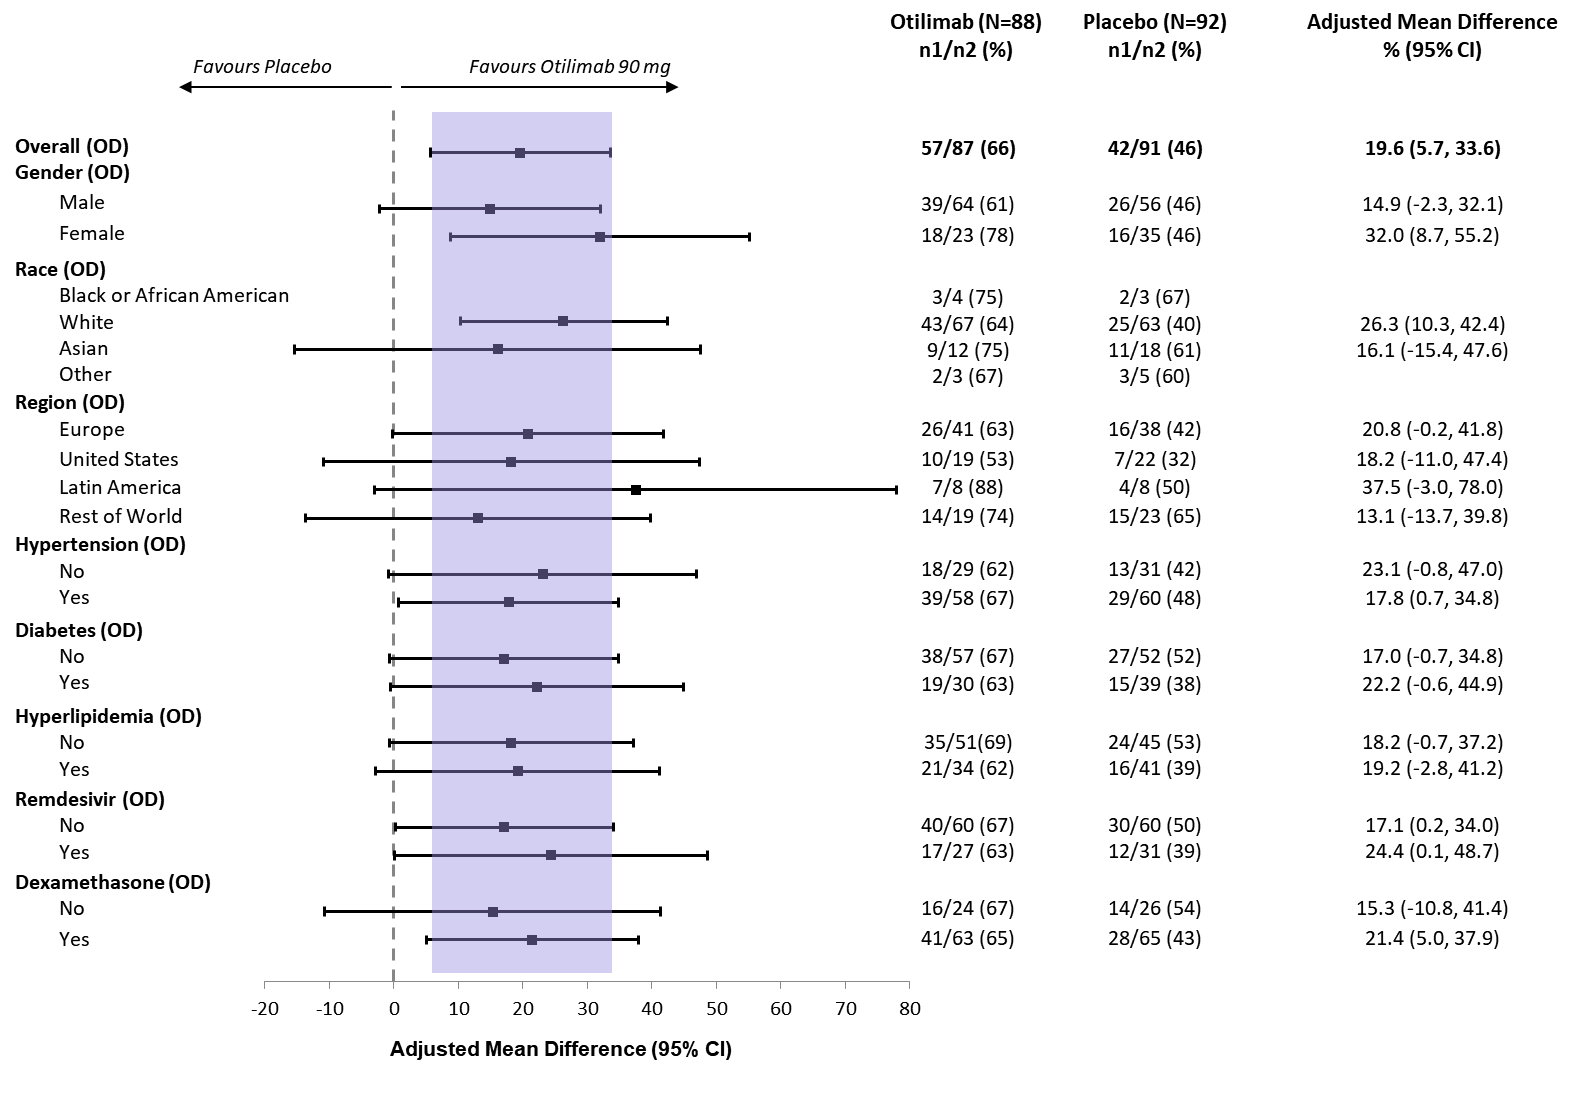 Otilimab (N=88) Placebo (N=92) Adjusted Mean Difference
n1/n2 (%) n1/n2 (%) % (95% CI)
Favours Placebo Favours Otilimab 90 mg
Overall (OD) 57/87 (66) 42/91 (46) 19.6 (5.7, 33.6)
Gender (OD)
Male 39/64 (61) 26/56 (46) 14.9 (-2.3, 32.1)
Female 18/23 (78) 16/35 (46) 32.0 (8.7, 55.2)
Race (OD)
Black or African American 3/4 (75) 2/3 (67)
White 43/67 (64) 25/63 (40) 26.3 (10.3, 42.4)
Asian 9/12 (75) 11/18 (61) 16.1 (-15.4, 47.6)
Other 2/3 (67) 3/5 (60)
Region (OD)
Europe 26/41 (63) 16/38 (42) 20.8 (-0.2, 41.8)
United States 10/19 (53) 7/22 (32) 18.2 (-11.0, 47.4)
Latin America 7/8 (88) 4/8 (50) 37.5 (-3.0, 78.0)
Rest of World 14/19 (74) 15/23 (65) 13.1 (-13.7, 39.8)
Hypertension (OD)
No 18/29 (62) 13/31 (42) 23.1 (-0.8, 47.0)
Yes 39/58 (67) 29/60 (48) 17.8 (0.7, 34.8)
Diabetes (OD)
No 38/57 (67) 27/52 (52) 17.0 (-0.7, 34.8)
Yes 19/30 (63) 15/39 (38) 22.2 (-0.6, 44.9)
Hyperlipidemia (OD)
No 35/51(69) 24/45 (53) 18.2 (-0.7, 37.2)
Yes 21/34 (62) 16/41 (39) 19.2 (-2.8, 41.2)
Remdesivir (OD)
No 40/60 (67) 30/60 (50) 17.1 (0.2, 34.0)
Yes 17/27 (63) 12/31 (39) 24.4 (0.1, 48.7)
Dexamethasone (OD)
No 16/24 (67) 14/26 (54) 15.3 (-10.8, 41.4)
Yes 41/63 (65) 28/65 (43) 21.4 (5.0, 37.9)
-20 -10 0 10 20 30 40 50 60 70 80
Adjusted Mean Difference (95% CI)